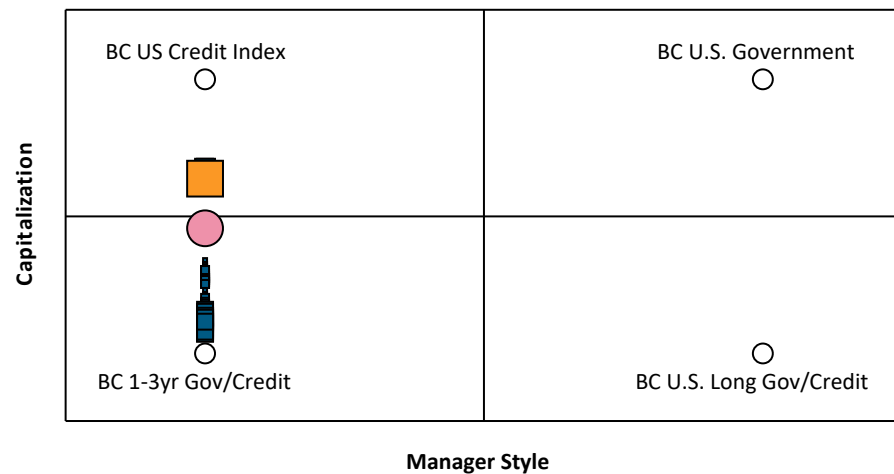 BC US Credit Index
BC U.S. Government
Capitalization
BC 1-3yr Gov/Credit
BC U.S. Long Gov/Credit
Manager Style